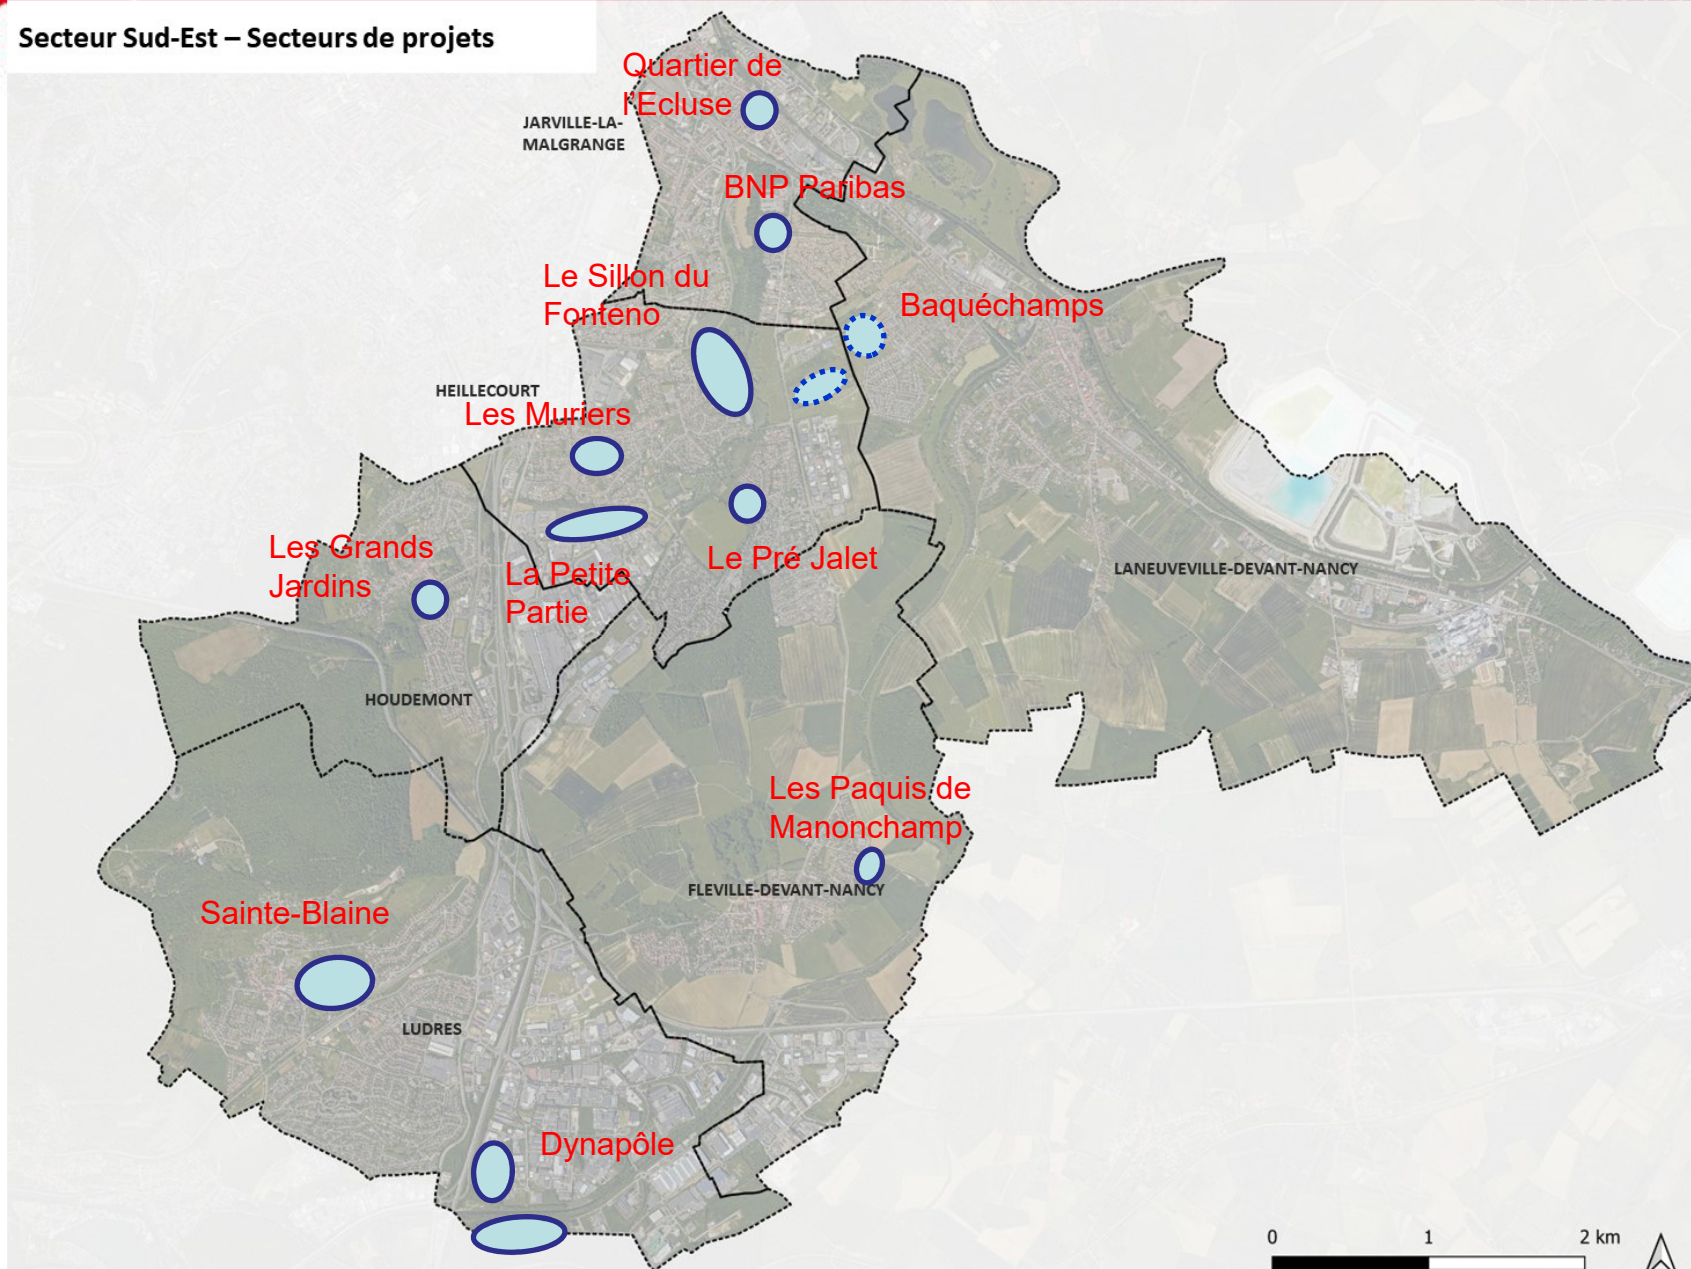 Secteur Sud-Est – Secteurs de projets
Quartier de
l'Ecluse
JARVILLE-LA-
MALGRANGE
BNP Paribas
Le Sillon du
Fonteno
Baquéchamps
HEILLECOURT
Les Muriers
Les Grands
Jardins
La Petite
Partie
Le Pré Jalet
LANEUVEVILLE-DEVANT-NANCY
HOUDEMONT
Les Paquis de
Manonchamp
FLEVILLE-DEVANT-NANCY
Sainte-Blaine
LUDRES
Dynapôle
0 1 2 km